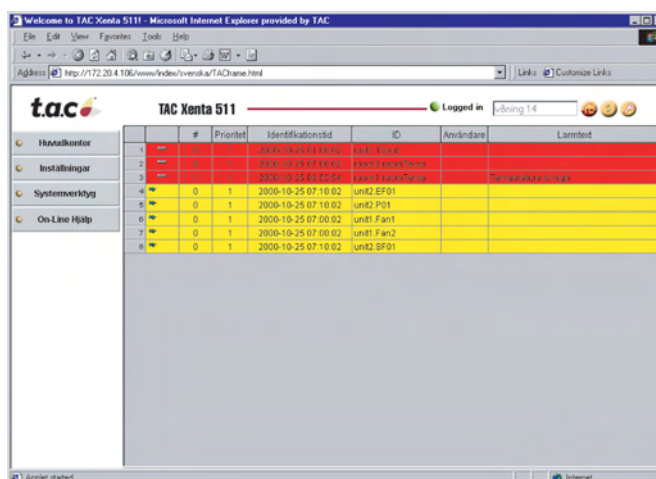 Welcome to TAC Xenta 511! - Microsoft Internet Explorer provided by TAC
File Edit View Favorites Tools Help
Address http://172.20.4.106/www/index/svenska/TACframe.html Links Customize Links
t.a.c TAC Xenta 511 Logged in våning 14
Huvudkontor
Inställningar
Systemverktyg
On-Line Hjälp
# Prioritet Identifikationstid ID Användare Larmtext
1
2
3
4 0 1 2000-10-25 07:10:02 unit2.EF01
5 0 1 2000-10-25 07:10:02 unit2.P01
6 0 1 2000-10-25 07:00:02 unit1.Fan1
7 0 1 2000-10-25 07:00:02 unit1.Fan2
8 0 1 2000-10-25 07:10:02 unit2.SF01
Applet started Internet